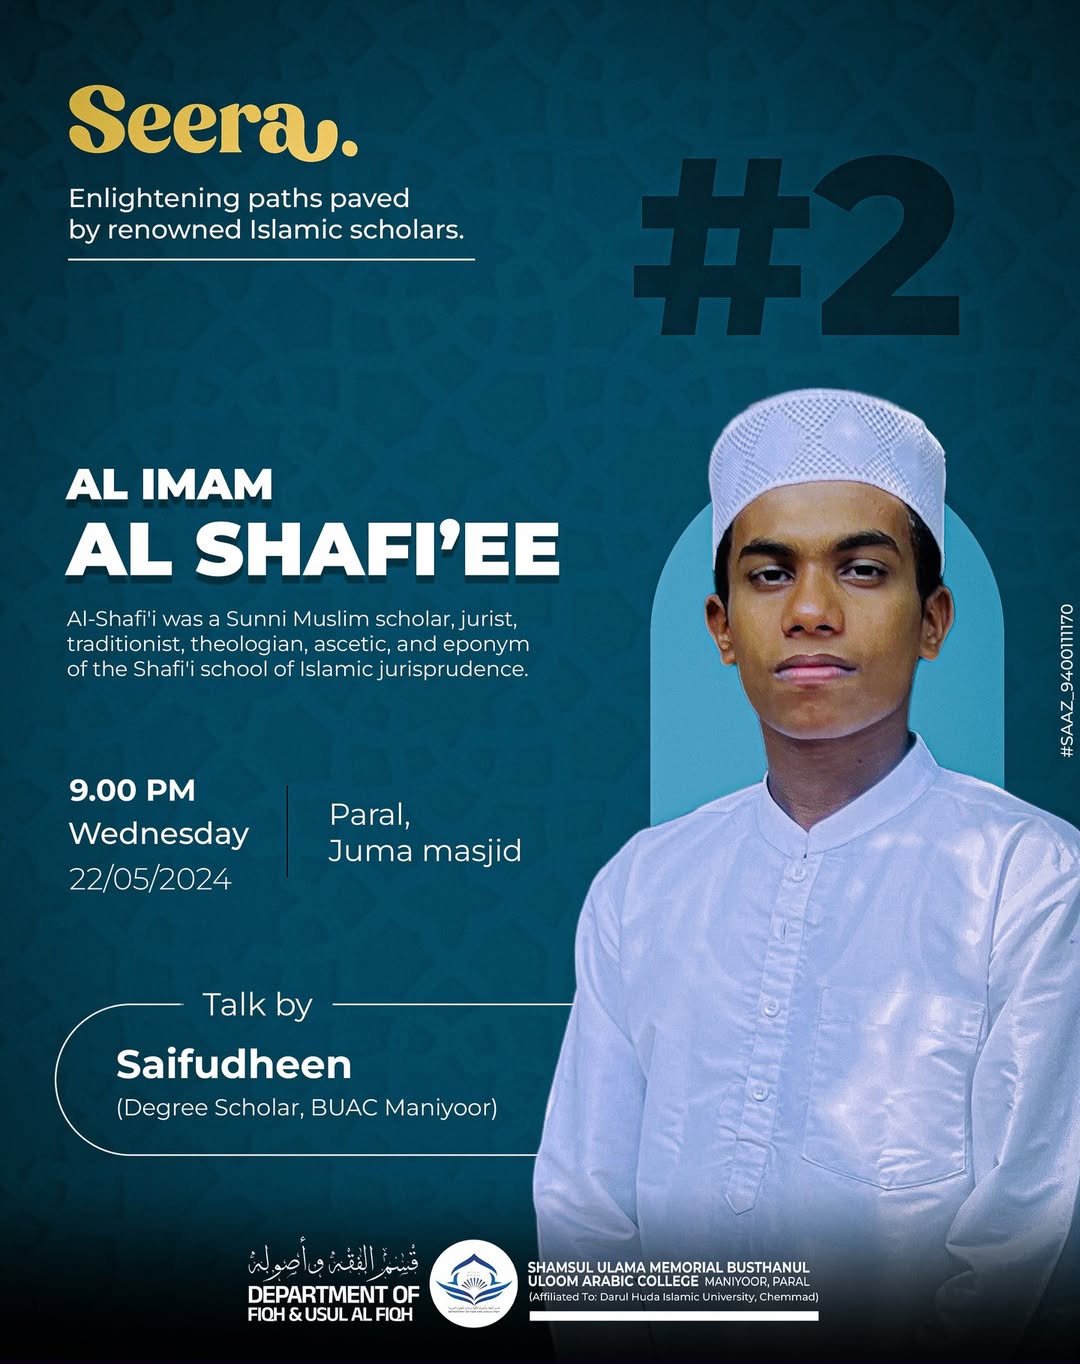 Seera.
Enlightening paths paved
by renowned Islamic scholars.
#2
AL IMAM
AL SHAFI'EE
Al-Shafi'i was a Sunni Muslim scholar, jurist,
traditionist, theologian, ascetic, and eponym
of the Shafi'i school of Islamic jurisprudence.
#SAAZ_9400111170
9.00 PM
Wednesday
22/05/2024
Paral,
Juma masjid
Talk by
Saifudheen
(Degree Scholar, BUAC Maniyoor)
قسم الفقه وأصوله
DEPARTMENT OF
FIQH & USUL AL FIQH
SHAMSUL ULAMA MEMORIAL BUSTHANUL
ULOOM ARABIC COLLEGE MANIYOOR, PARAL
(Affiliated To: Darul Huda Islamic University, Chemmad)